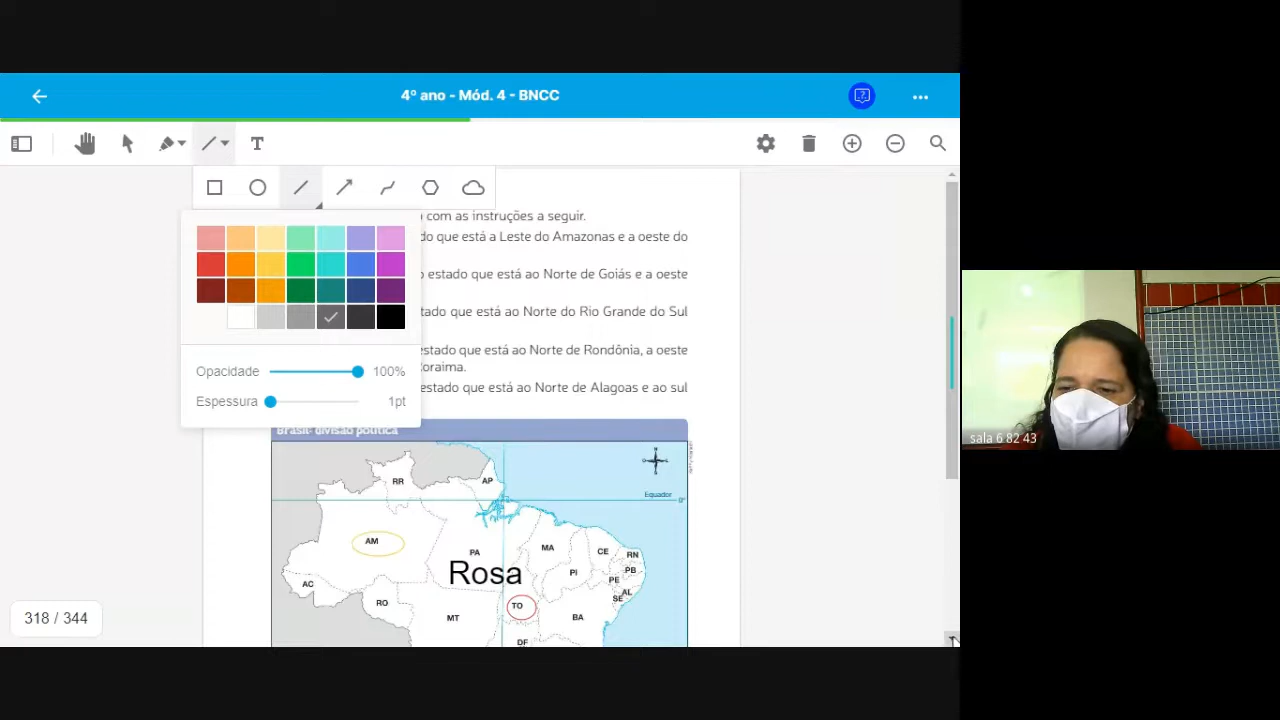 4º ano - Mód. 4 - BNCC
T
com as instruções a seguir.
do que está a Leste do Amazonas e a oeste do
estado que está ao Norte de Goiás e a oeste
tado que está ao Norte do Rio Grande do Sul
estado que está ao Norte de Rondônia, a oeste
oraima.
estado que está ao Norte de Alagoas e ao sul
Opacidade 100%
Espessura 1pt
Brasil: divisão política
RR
AP
Equador 0°
AM
PA
MA
CE
RN
PB
PI
PE
AL
SE
AC
Rosa
RO
MT
TO
BA
DF
318 / 344
sala 6 82 43